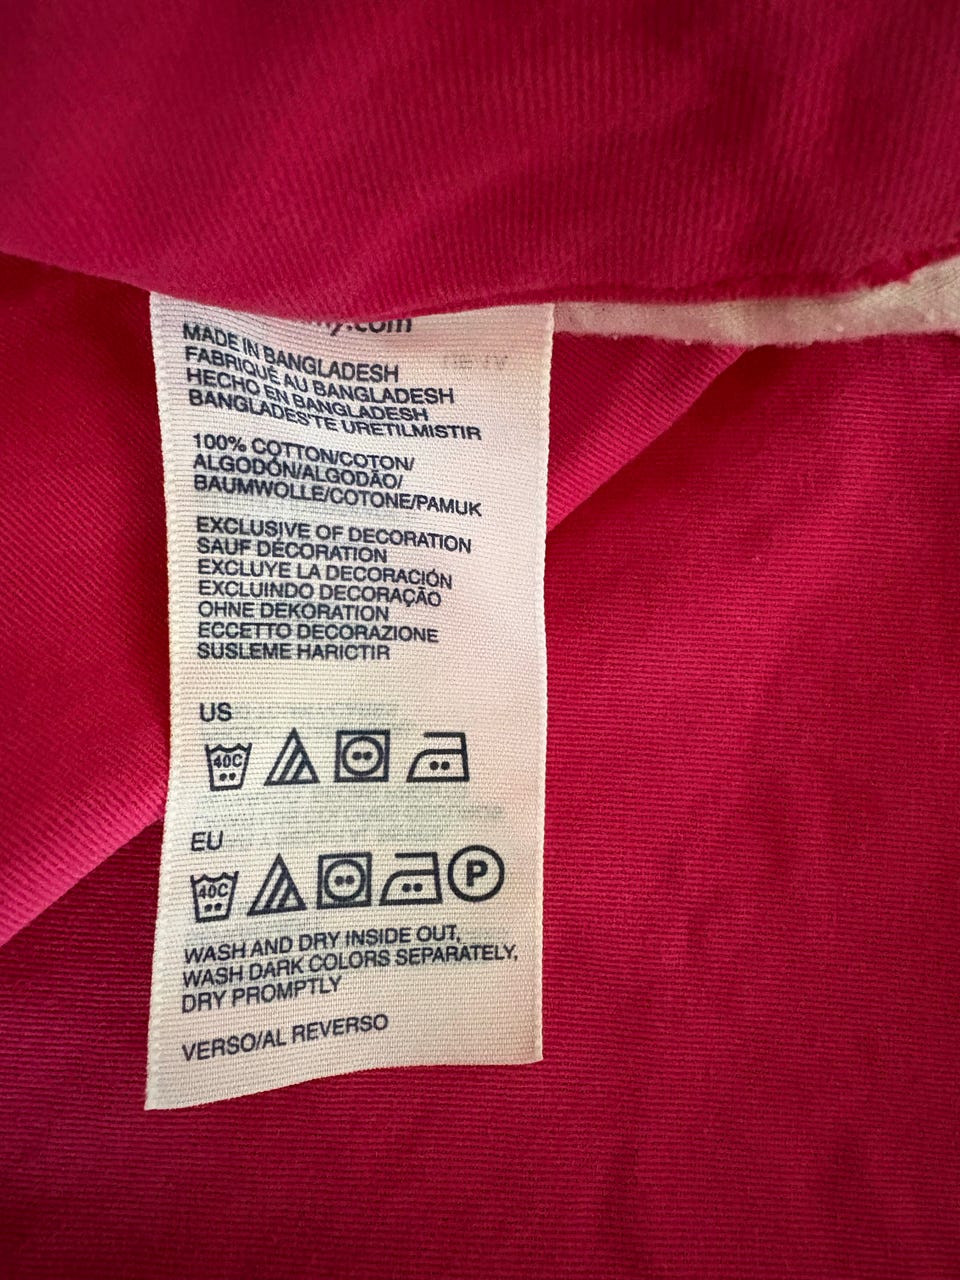 MADE IN BANGLADESH
FABRIQUÉ AU BANGLADESH
HECHO EN BANGLADESH
BANGLADESTE URETILMISTIR
100% COTTON/COTON/
ALGODÓN/ALGODÃO/
BAUMWOLLE/COTONE/PAMUK
EXCLUSIVE OF DECORATION
SAUF DÉCORATION
EXCLUYE LA DECORACIÓN
EXCLUINDO DECORAÇÃO
OHNE DEKORATION
ECCETTO DECORAZIONE
SUSLEME HARICTIR
US
40C
EU
40C P
WASH AND DRY INSIDE OUT,
WASH DARK COLORS SEPARATELY,
DRY PROMPTLY
VERSO/AL REVERSO